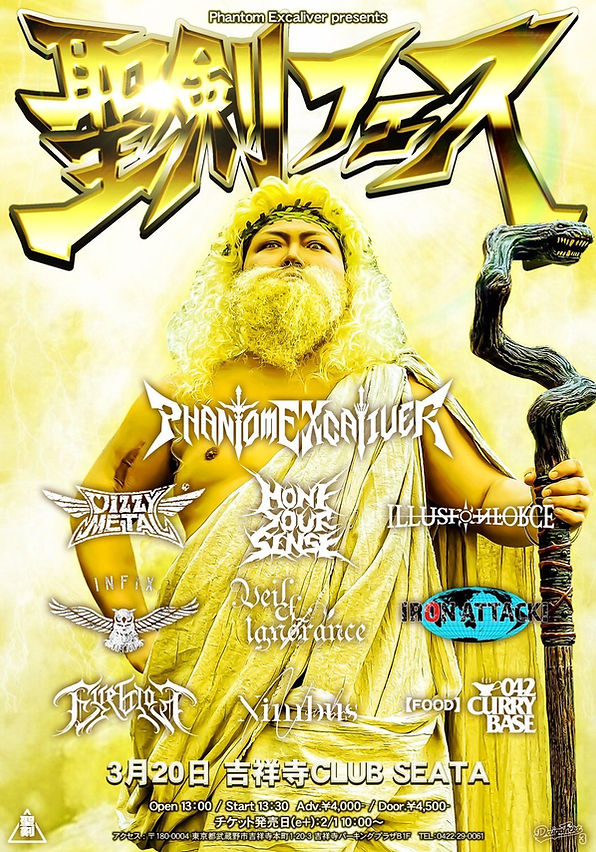 Phantom Excaliver presents
聖剣フェス
PHANTOM EXCALIVER
DIZZY METAL
HONE YOUR SENSE
ILLUSION FORCE
INFIX
Veil of Ignorance
IRON ATTACK!
Nimbus
【FOOD】042 CURRY BASE
3月20日 吉祥寺CLUB SEATA
Open 13:00 / Start 13:30 Adv.¥4,000- / Door.¥4,500-
チケット発売日(e+):2/1 10:00～
アクセス:〒180-0004 東京都武蔵野市吉祥寺本町1-20-3 吉祥寺パーキングプラザB1F TEL:0422-29-0061
聖剣